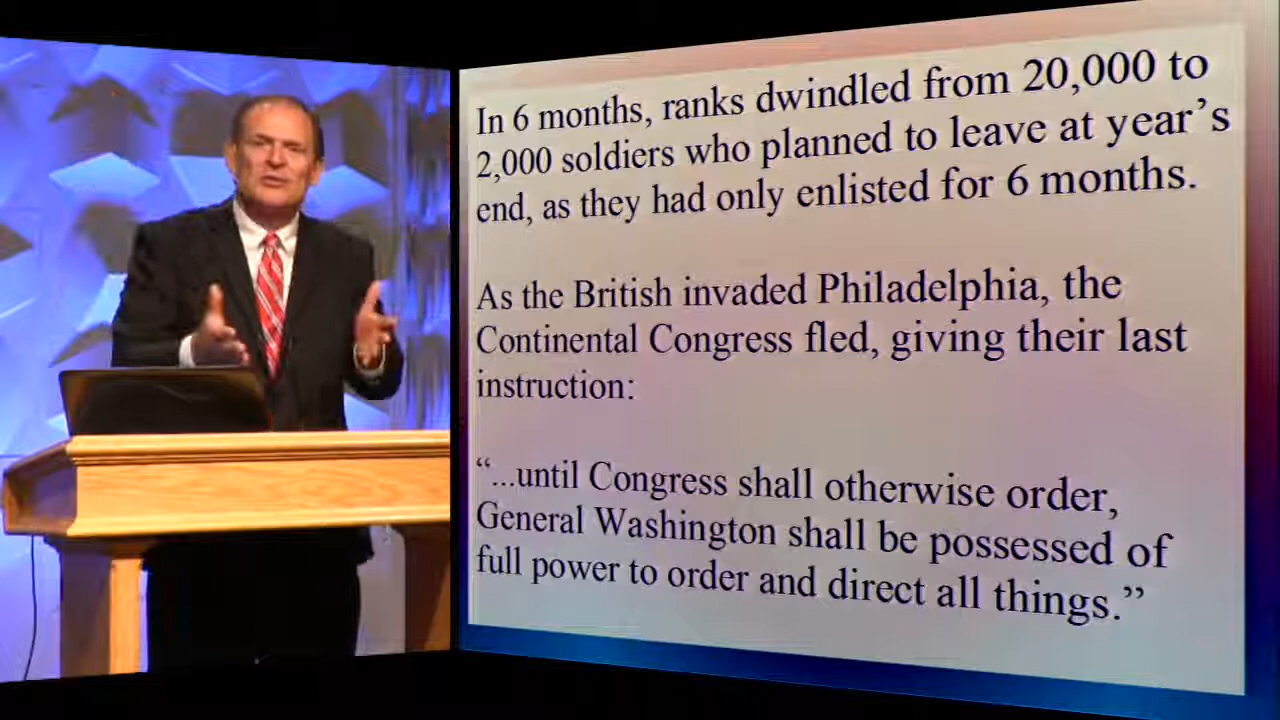 In 6 months, ranks dwindled from 20,000 to
2,000 soldiers who planned to leave at year’s
end, as they had only enlisted for 6 months.
As the British invaded Philadelphia, the
Continental Congress fled, giving their last
instruction:
“...until Congress shall otherwise order,
General Washington shall be possessed of
full power to order and direct all things.”